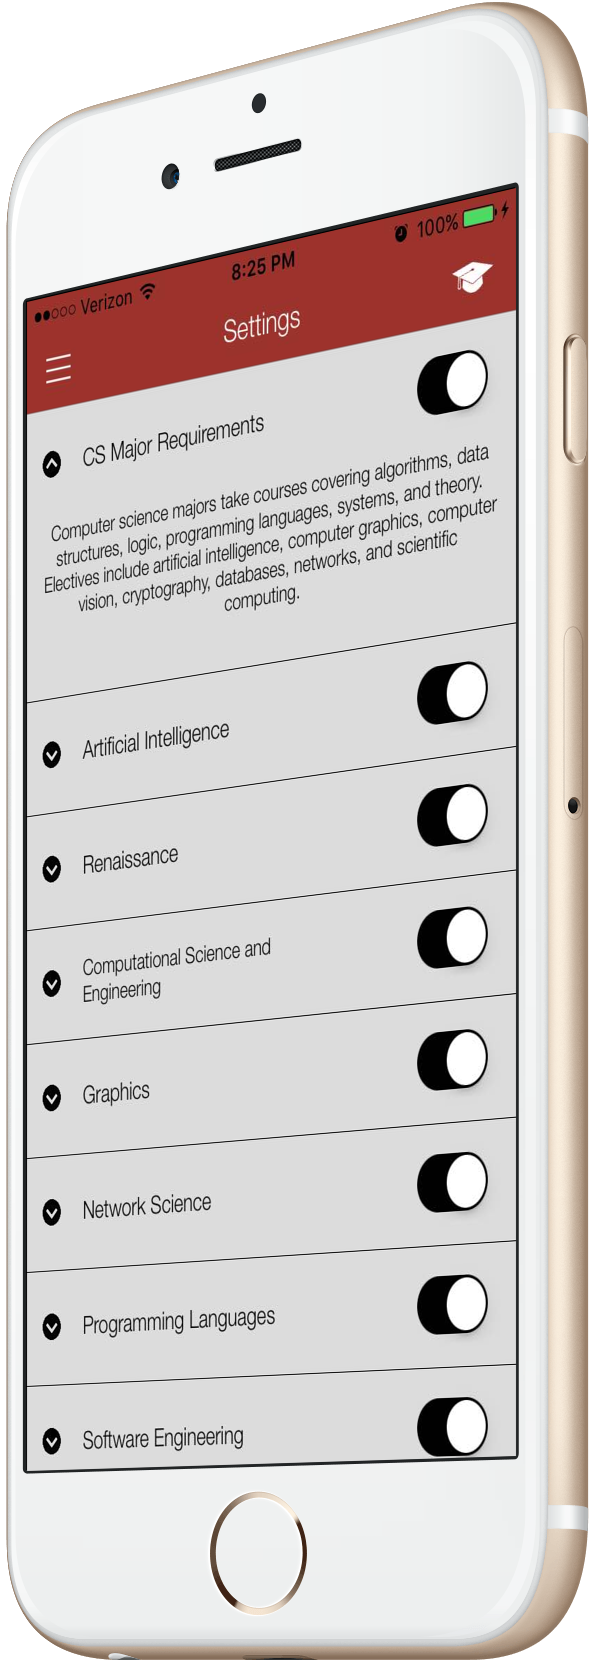 ●●○○○ Verizon 8:25 PM 100%
Settings
CS Major Requirements
Computer science majors take courses covering algorithms, data
structures, logic, programming languages, systems, and theory.
Electives include artificial intelligence, computer graphics, computer
vision, cryptography, databases, networks, and scientific
computing.
Artificial Intelligence
Renaissance
Computational Science and
Engineering
Graphics
Network Science
Programming Languages
Software Engineering